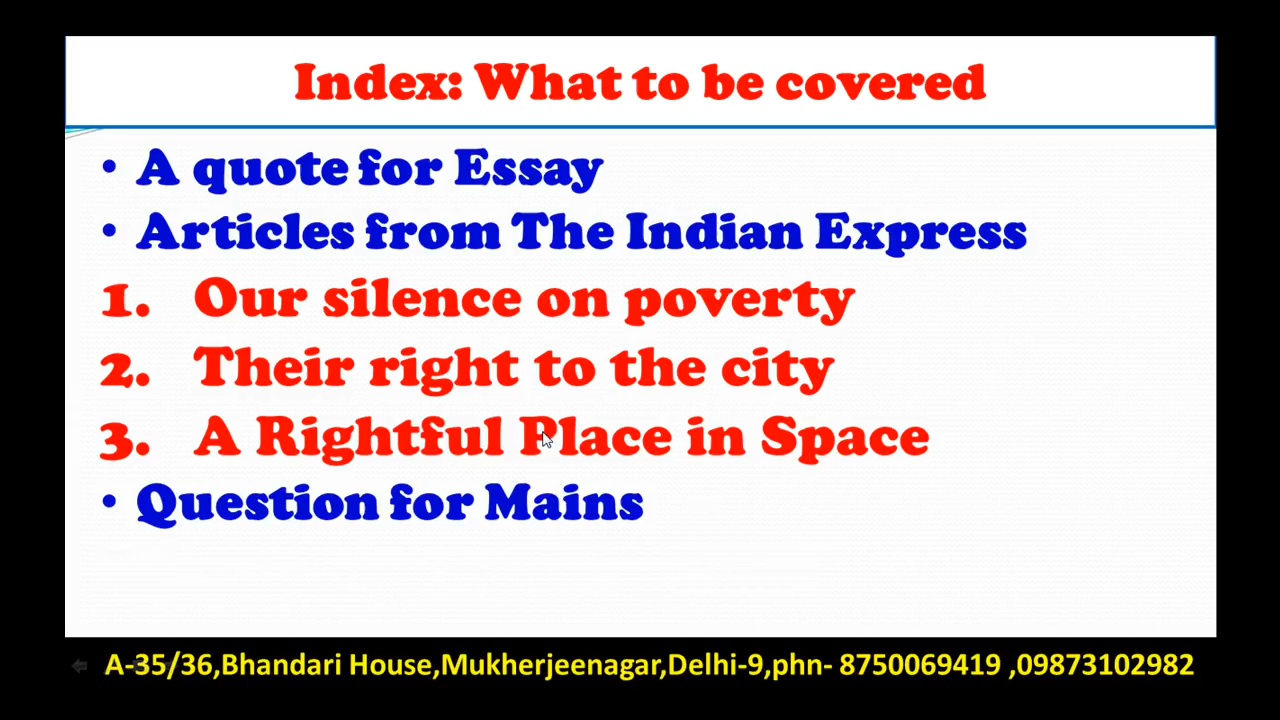 Index: What to be covered
• A quote for Essay
• Articles from The Indian Express
1. Our silence on poverty
2. Their right to the city
3. A Rightful Place in Space
• Question for Mains
A-35/36,Bhandari House,Mukherjeenagar,Delhi-9,phn- 8750069419 ,09873102982